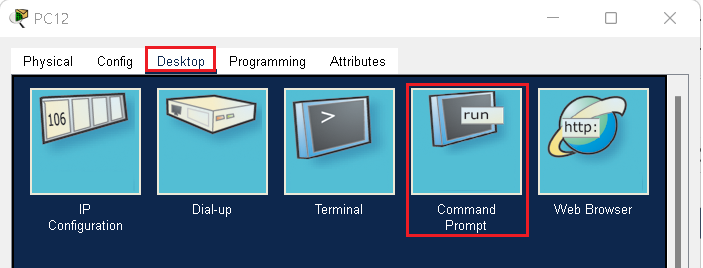 PC12
Physical Config Desktop Programming Attributes
106 > run http:
IP Configuration Dial-up Terminal Command Prompt Web Browser